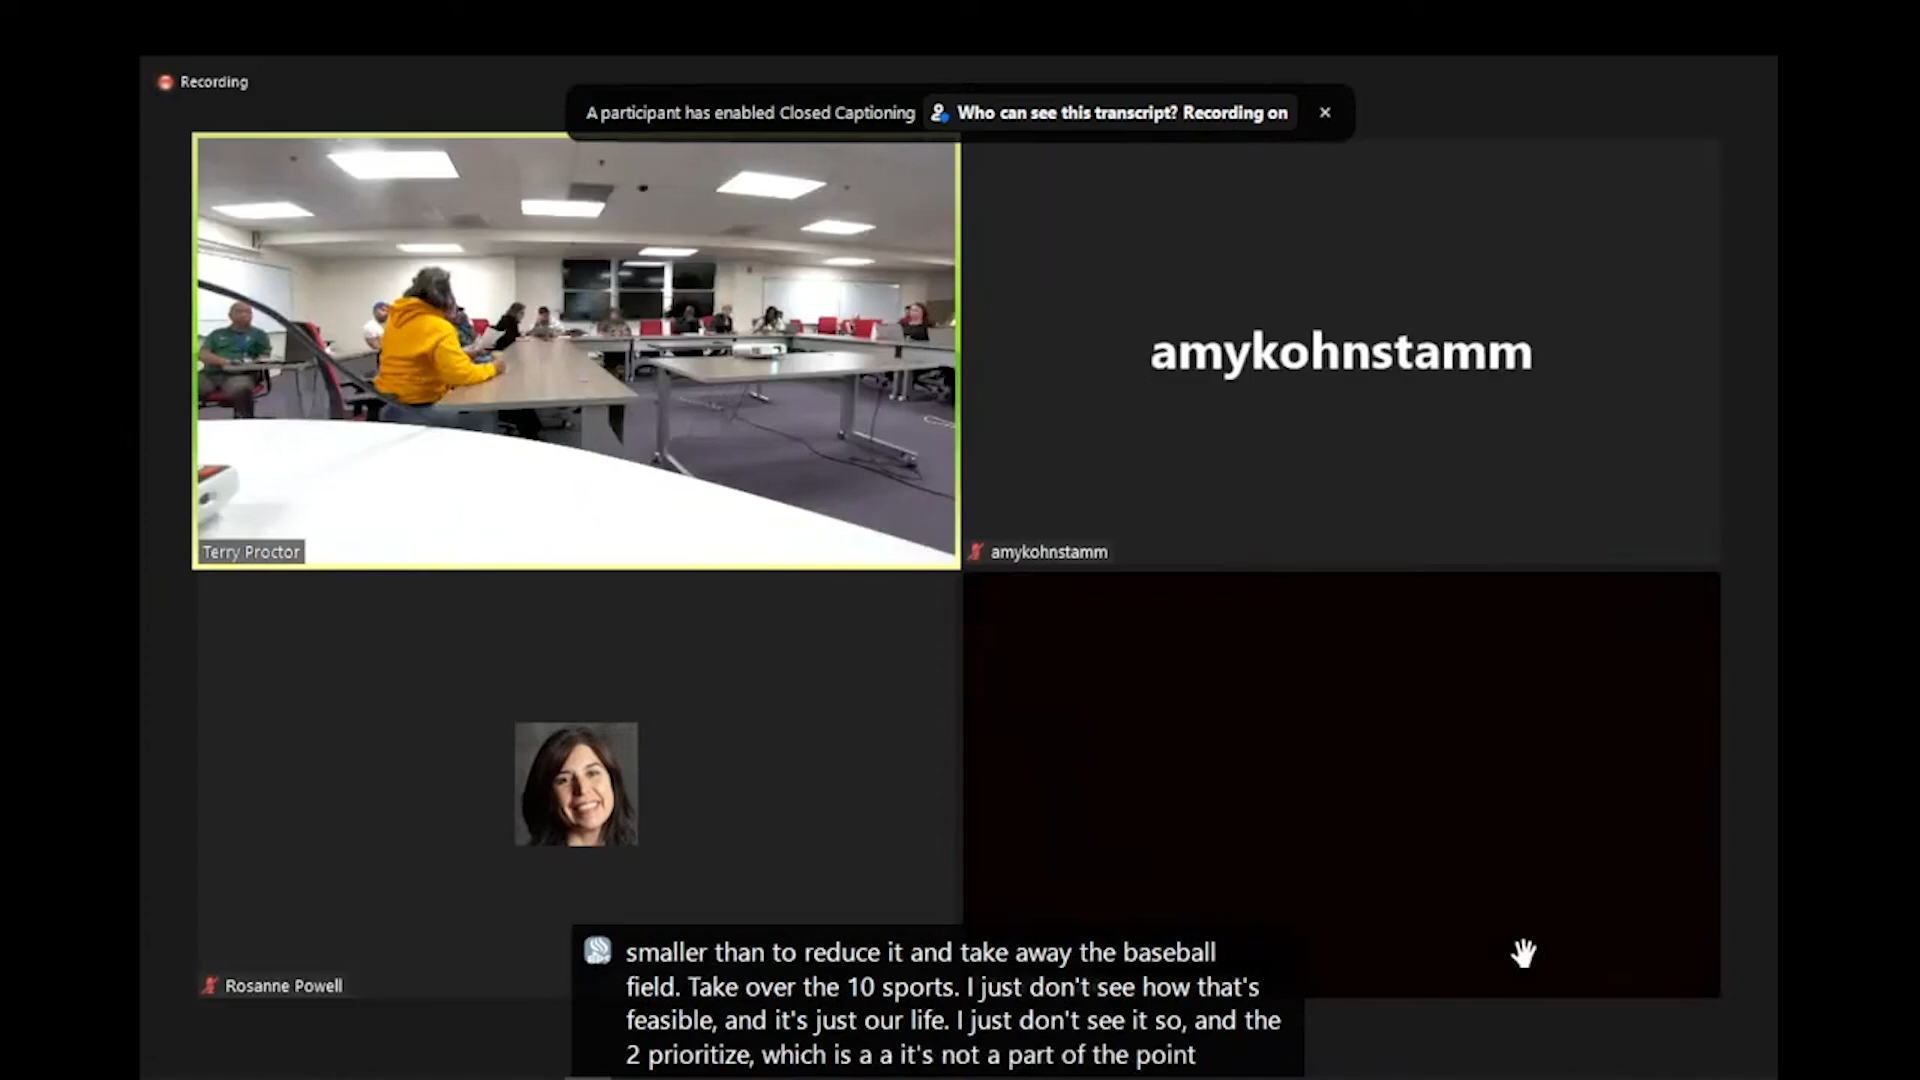 Recording
A participant has enabled Closed Captioning Who can see this transcript? Recording on
Terry Proctor
amykohnstamm
amykohnstamm
Rosanne Powell
smaller than to reduce it and take away the baseball
field. Take over the 10 sports. I just don't see how that's
feasible, and it's just our life. I just don't see it so, and the
2 prioritize, which is a a it's not a part of the point